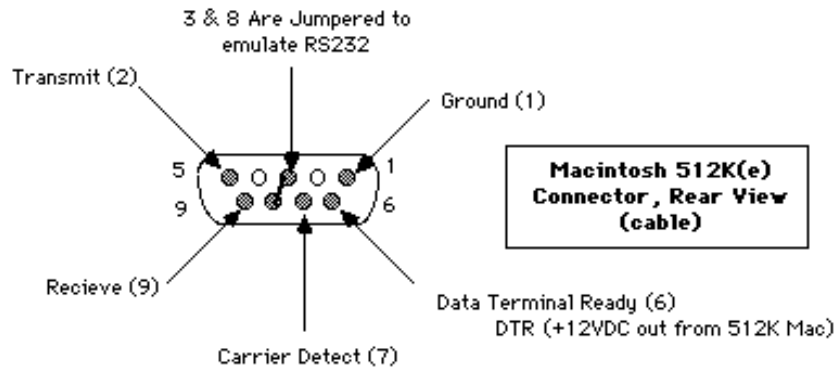 3 & 8 Are Jumpered to
emulate RS232
Transmit (2)
Ground (1)
5
1
9
6
Macintosh 512K(e)
Connector, Rear View
(cable)
Recieve (9)
Data Terminal Ready (6)
DTR (+12VDC out from 512K Mac)
Carrier Detect (7)